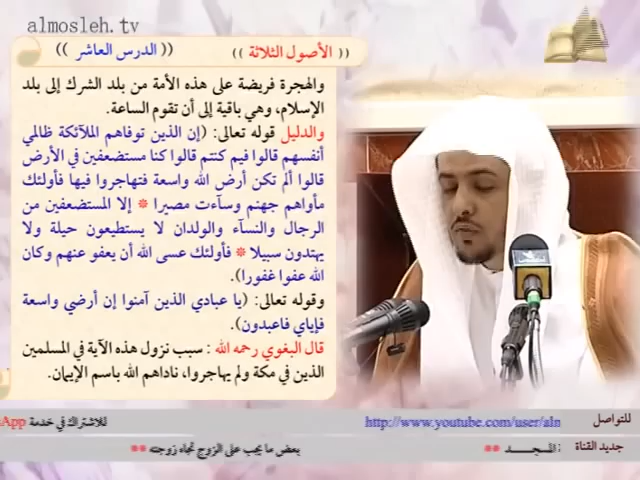 almosleh.tv
(( الأصول الثلاثة ))
(( الدرس العاشر ))
والهجرة فريضة على هذه الأمة من بلد الشرك إلى بلد
الإسلام، وهي باقية إلى أن تقوم الساعة.
والدليل قوله تعالى: (إن الذين توفاهم الملآئكة ظالمي
أنفسهم قالوا فيم كنتم قالوا كنا مستضعفين في الأرض
قالوا ألم تكن أرض الله واسعة فتهاجروا فيها فأولئك
مأواهم جهنم وسآءت مصيرا * إلا المستضعفين من
الرجال والنسآء والولدان لا يستطيعون حيلة ولا
يهتدون سبيلا * فأولئك عسى الله أن يعفو عنهم وكان
الله عفوا غفورا).
وقوله تعالى: (يا عبادي الذين آمنوا إن أرضي واسعة
فإياي فاعبدون).
قال البغوي رحمه الله : سبب نزول هذه الآية في المسلمين
الذين في مكة ولم يهاجروا، ناداهم الله باسم الإيمان.
للتواصل http://www.youtube.com/user/aln للاشتراك في خدمة App
جديد القناة ** بعض ما يجب على الزوج تجاه زوجته **